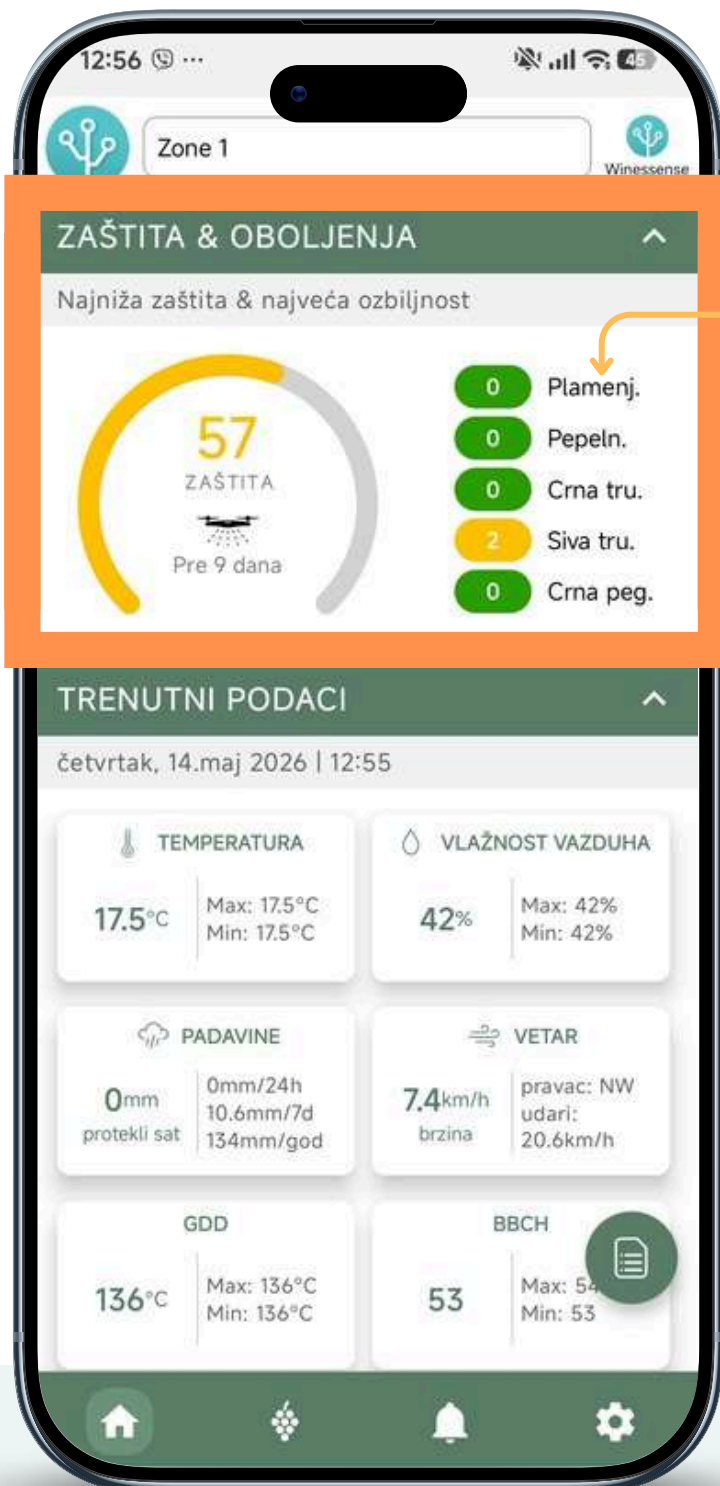 12:56 ...
45
Zone 1
Winessense
ZAŠTITA & OBOLJENJA
Najniža zaštita & najveća ozbiljnost
57
ZAŠTITA
Pre 9 dana
0 Plamenj.
0 Pepeln.
0 Crna tru.
2 Siva tru.
0 Crna peg.
TRENUTNI PODACI
četvrtak, 14.maj 2026 | 12:55
TEMPERATURA
17.5°C
Max: 17.5°C
Min: 17.5°C
VLAŽNOST VAZDUHA
42%
Max: 42%
Min: 42%
PADAVINE
0mm
protekli sat
0mm/24h
10.6mm/7d
134mm/god
VETAR
7.4km/h
brzina
pravac: NW
udari:
20.6km/h
GDD
136°C
Max: 136°C
Min: 136°C
BBCH
53
Max: 54
Min: 53